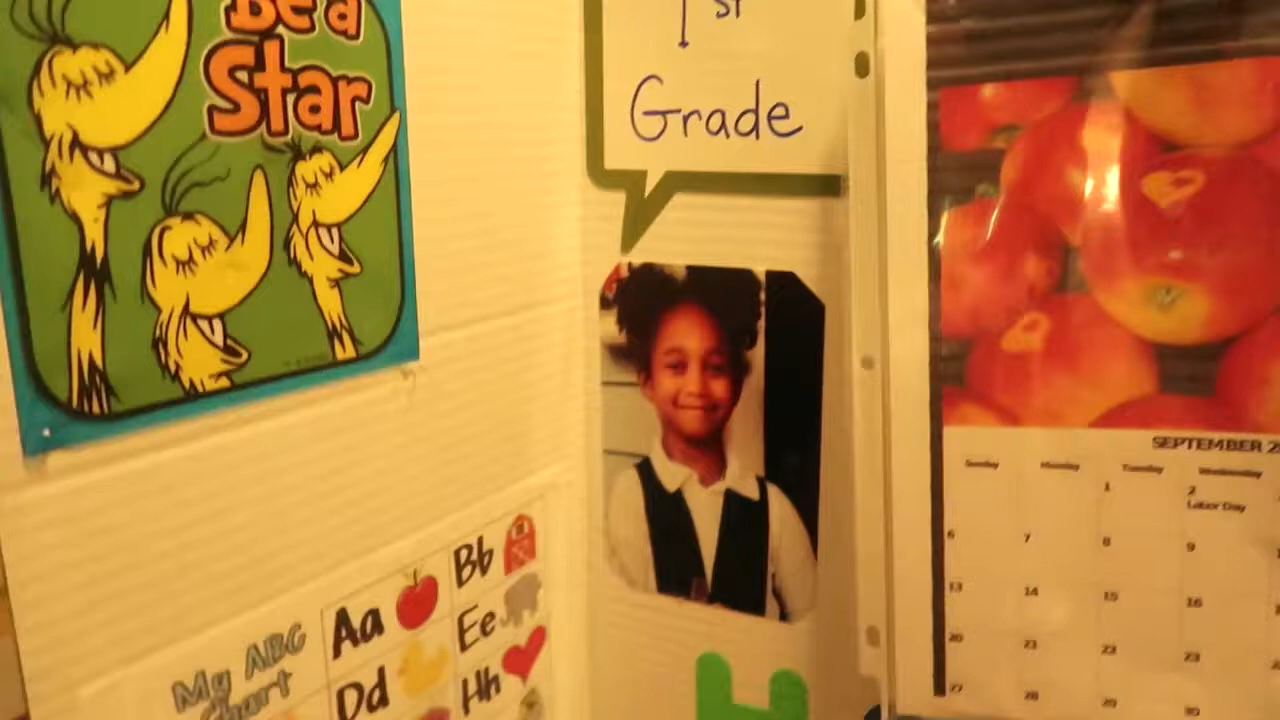 Be a
Star
1st
Grade
My ABC
Chart
Aa
Bb
Dd
Ee
Hh
SEPTEMBER
Sunday Monday Tuesday Wednesday
1 2
Labor Day
6 7 8 9
13 14 15 16
20 21 22 23
27 28 29 30